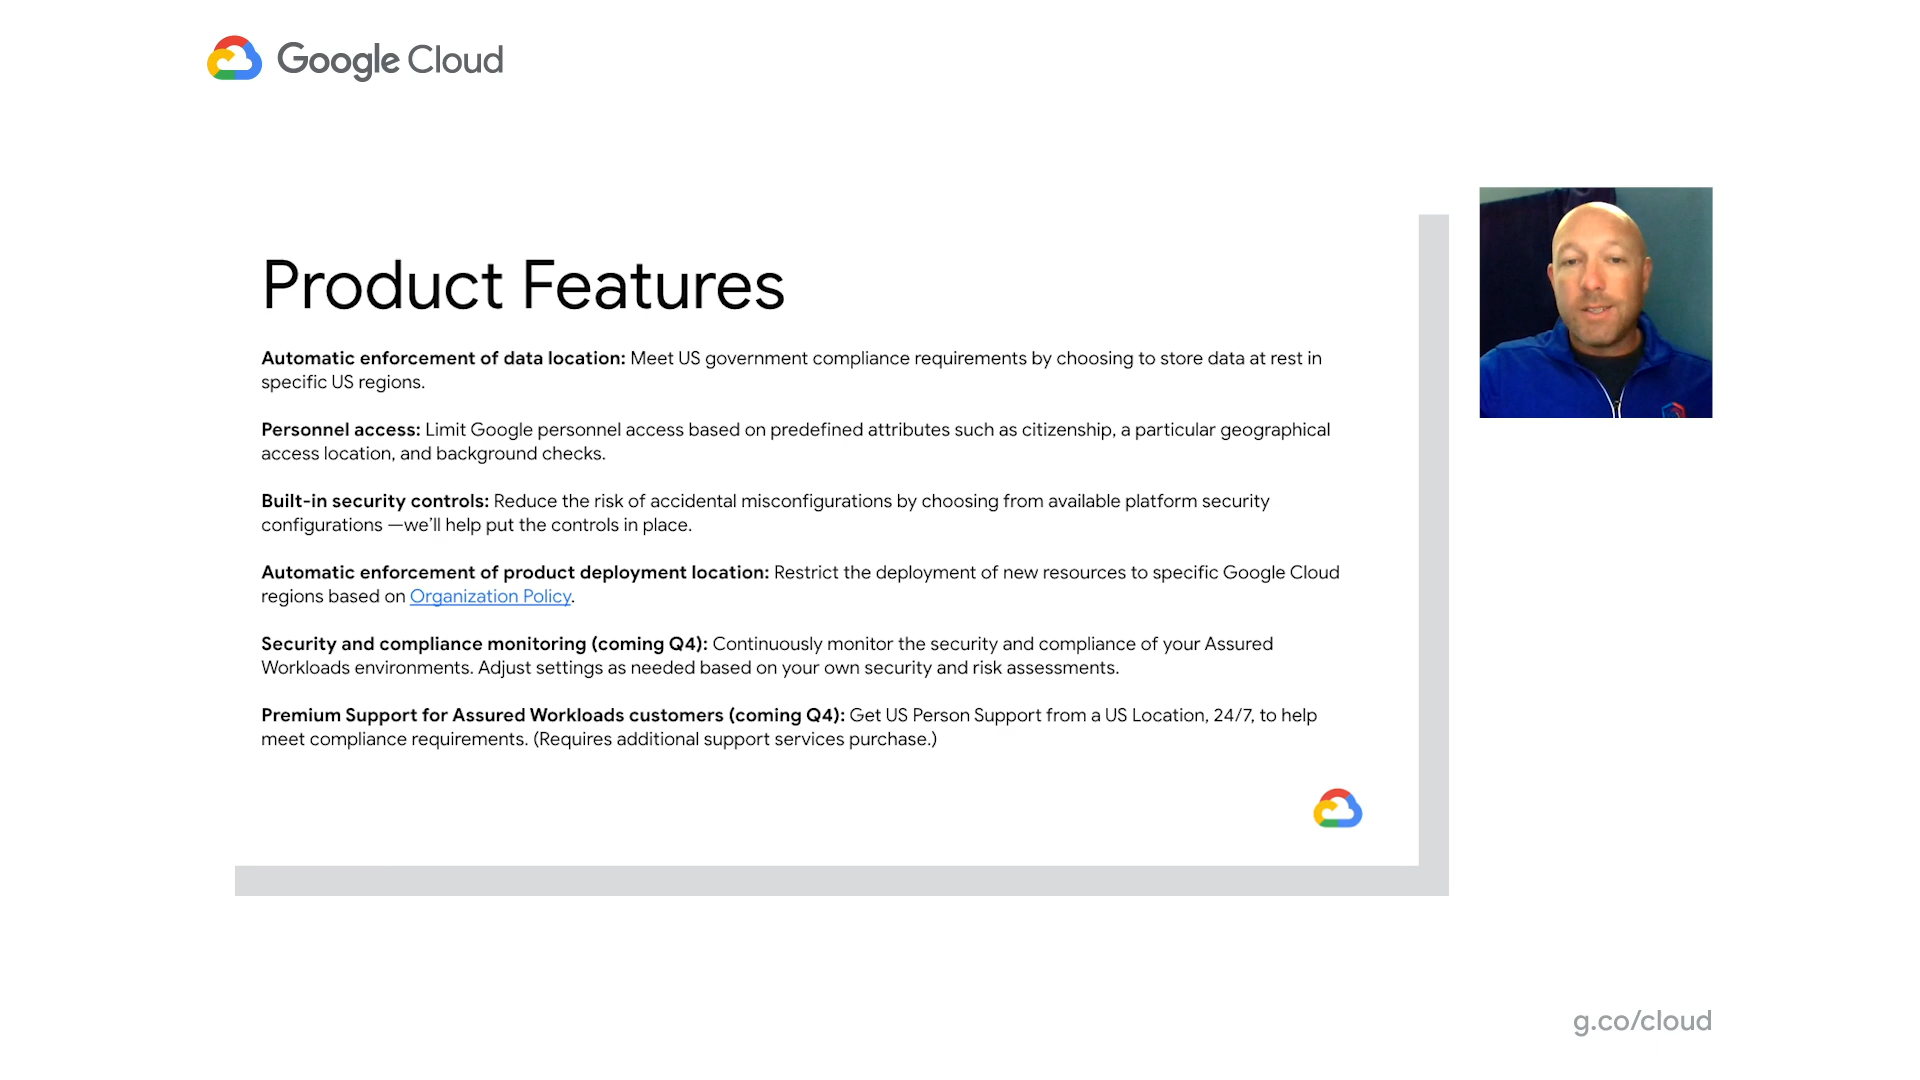 Google Cloud
Product Features
Automatic enforcement of data location: Meet US government compliance requirements by choosing to store data at rest in
specific US regions.
Personnel access: Limit Google personnel access based on predefined attributes such as citizenship, a particular geographical
access location, and background checks.
Built-in security controls: Reduce the risk of accidental misconfigurations by choosing from available platform security
configurations —we’ll help put the controls in place.
Automatic enforcement of product deployment location: Restrict the deployment of new resources to specific Google Cloud
regions based on Organization Policy.
Security and compliance monitoring (coming Q4): Continuously monitor the security and compliance of your Assured
Workloads environments. Adjust settings as needed based on your own security and risk assessments.
Premium Support for Assured Workloads customers (coming Q4): Get US Person Support from a US Location, 24/7, to help
meet compliance requirements. (Requires additional support services purchase.)
g.co/cloud